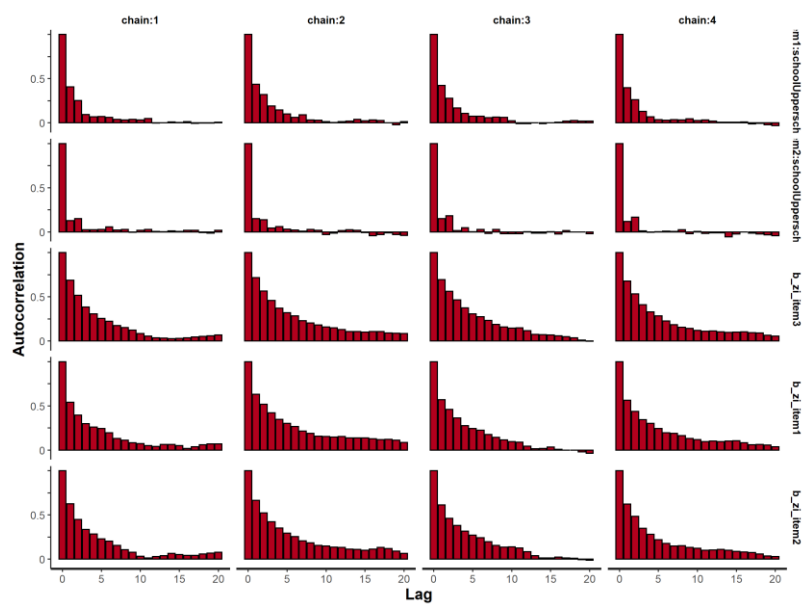 chain:1 chain:2 chain:3 chain:4
0.5
0
m1:schoolUppersch
0.5
0
m2:schoolUppersch
0.5
0
b_zi_item3
0.5
0
b_zi_item1
0.5
0
b_zi_item2
0 5 10 15 20 0 5 10 15 20 0 5 10 15 20 0 5 10 15 20
Autocorrelation
Lag